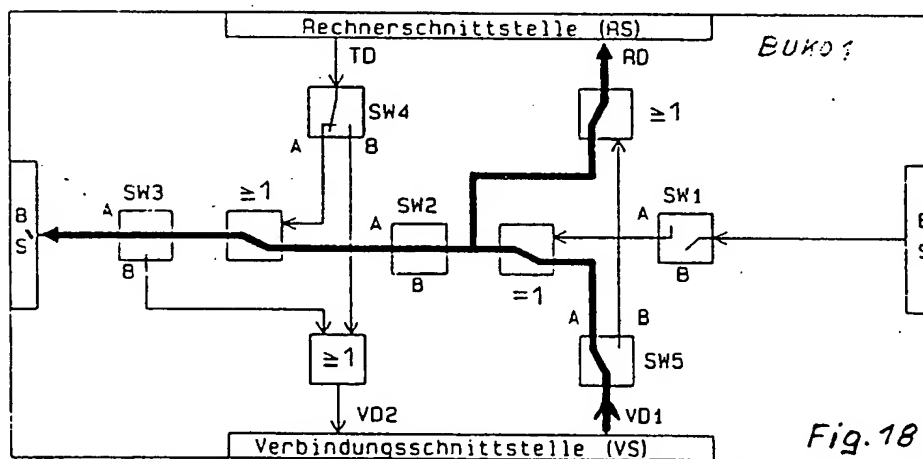 Rechnerschnittstelle (RS)
BUKO1
TD
RD
SW4
≥1
A
B
SW3
≥1
A
SW2
A
SW1
A
B
S'
B
S
B
B
=1
B
A
B
≥1
SW5
VD2
VD1
Verbindungsschnittstelle (VS)
Fig.18